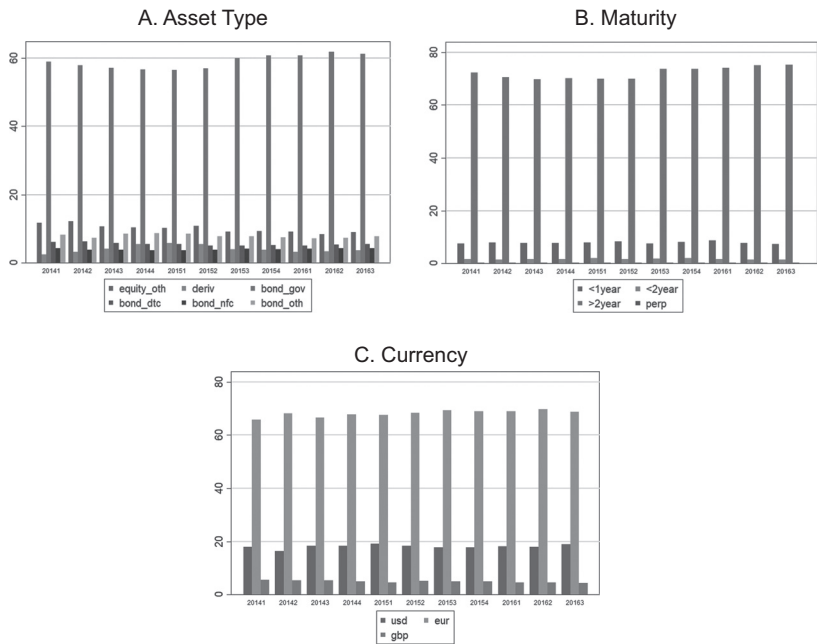 A. Asset Type
60
40
20
0
20141 20142 20143 20144 20151 20152 20153 20154 20161 20162 20163
equity_oth deriv bond_gov
bond_dtc bond_nfc bond_oth
B. Maturity
80
60
40
20
0
20141 20142 20143 20144 20151 20152 20153 20154 20161 20162 20163
<1year <2year
>2year perp
C. Currency
80
60
40
20
0
20141 20142 20143 20144 20151 20152 20153 20154 20161 20162 20163
usd eur
gbp